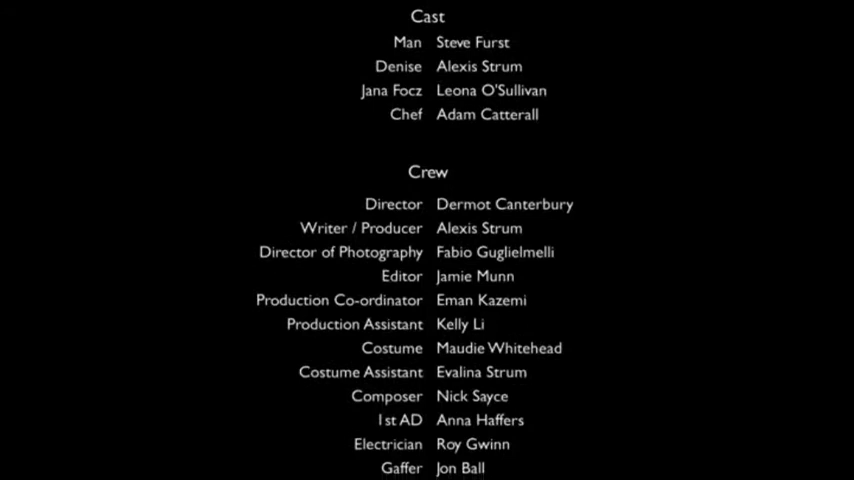 Cast
Man Steve Furst
Denise Alexis Strum
Jana Focz Leona O'Sullivan
Chef Adam Catterall
Crew
Director Dermot Canterbury
Writer / Producer Alexis Strum
Director of Photography Fabio Guglielmelli
Editor Jamie Munn
Production Co-ordinator Eman Kazemi
Production Assistant Kelly Li
Costume Maudie Whitehead
Costume Assistant Evalina Strum
Composer Nick Sayce
1st AD Anna Haffers
Electrician Roy Gwinn
Gaffer Jon Ball